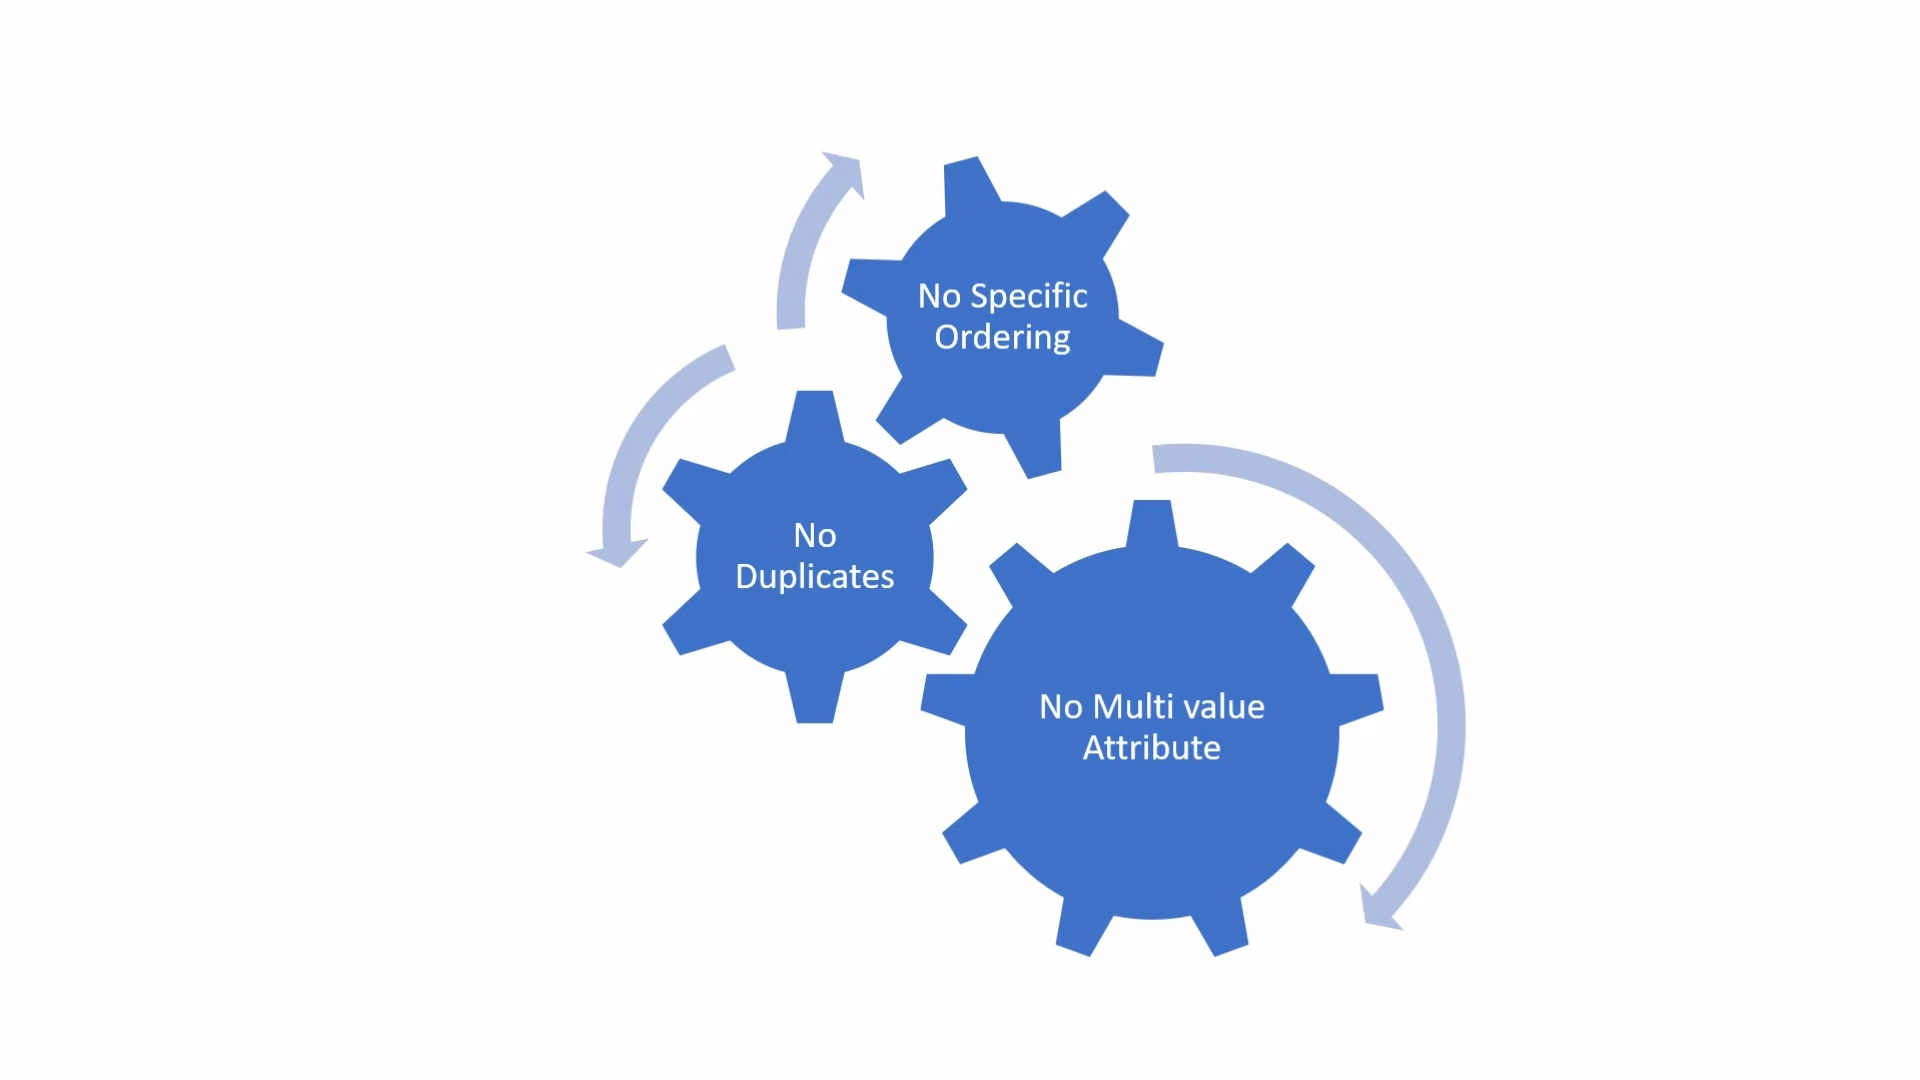 No Specific
Ordering
No
Duplicates
No Multi value
Attribute